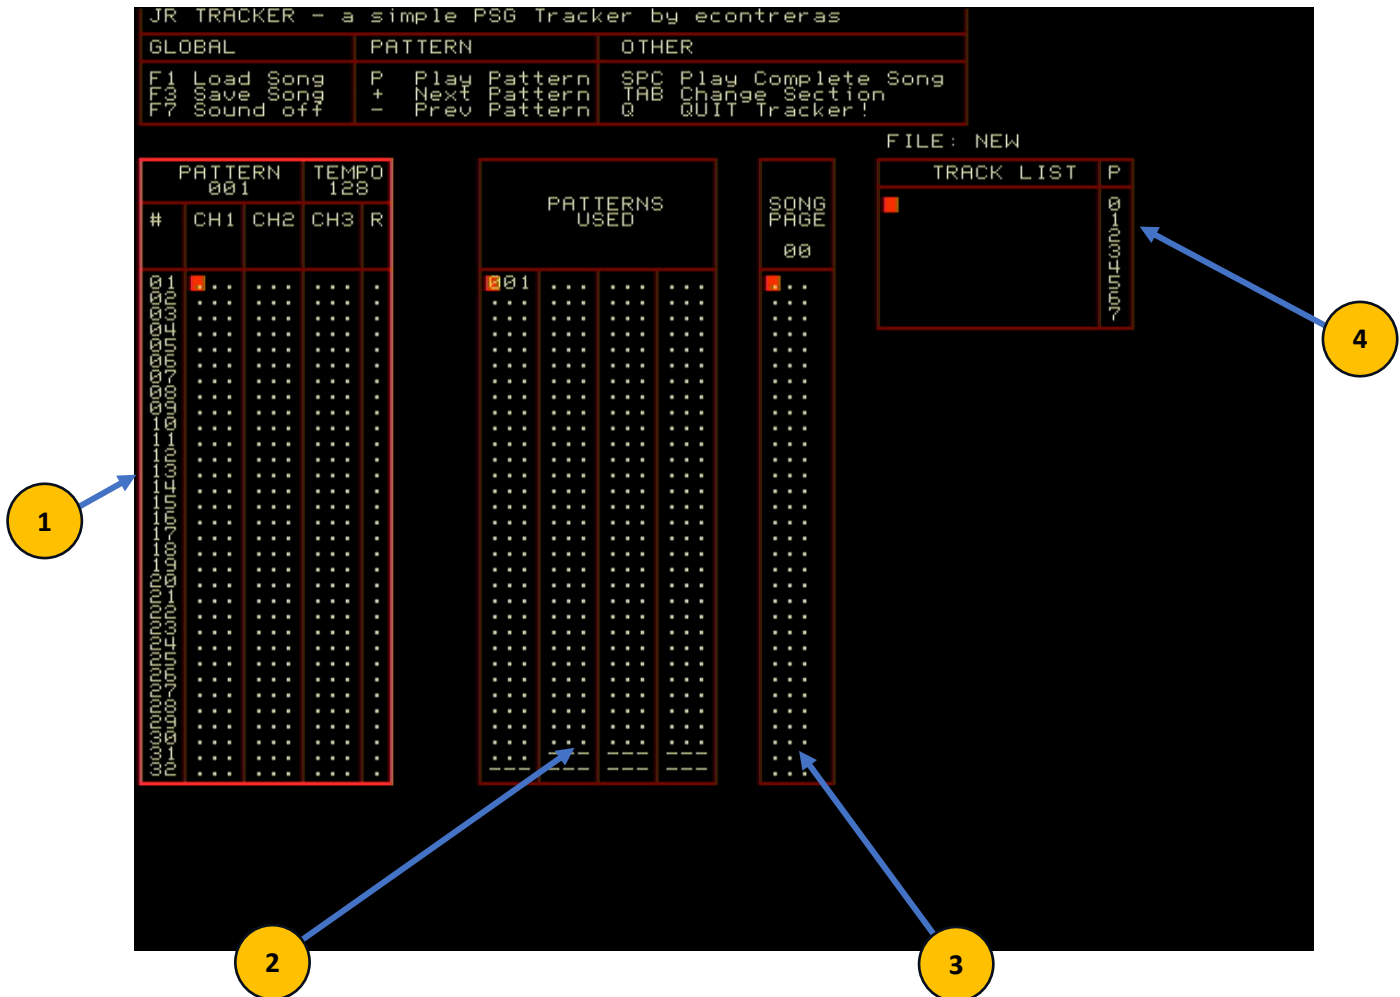 JR TRACKER - a simple PSG Tracker by econtreras
GLOBAL PATTERN OTHER
F1 Load Song P Play Pattern SPC Play Complete Song
F3 Save Song + Next Pattern TAB Change Section
F7 Sound off - Prev Pattern Q QUIT Tracker!
FILE: NEW
PATTERN TEMPO
001 128
# CH1 CH2 CH3 R
01 ... ... ... .
02 ... ... ... .
03 ... ... ... .
04 ... ... ... .
05 ... ... ... .
06 ... ... ... .
07 ... ... ... .
08 ... ... ... .
09 ... ... ... .
10 ... ... ... .
11 ... ... ... .
12 ... ... ... .
13 ... ... ... .
14 ... ... ... .
15 ... ... ... .
16 ... ... ... .
17 ... ... ... .
18 ... ... ... .
19 ... ... ... .
20 ... ... ... .
21 ... ... ... .
22 ... ... ... .
23 ... ... ... .
24 ... ... ... .
25 ... ... ... .
26 ... ... ... .
27 ... ... ... .
28 ... ... ... .
29 ... ... ... .
30 ... ... ... .
31 ... ... ... .
32 ... ... ... .
PATTERNS
USED
001
SONG
PAGE
00
TRACK LIST P
0
1
2
3
4
5
6
7
1
2
3
4